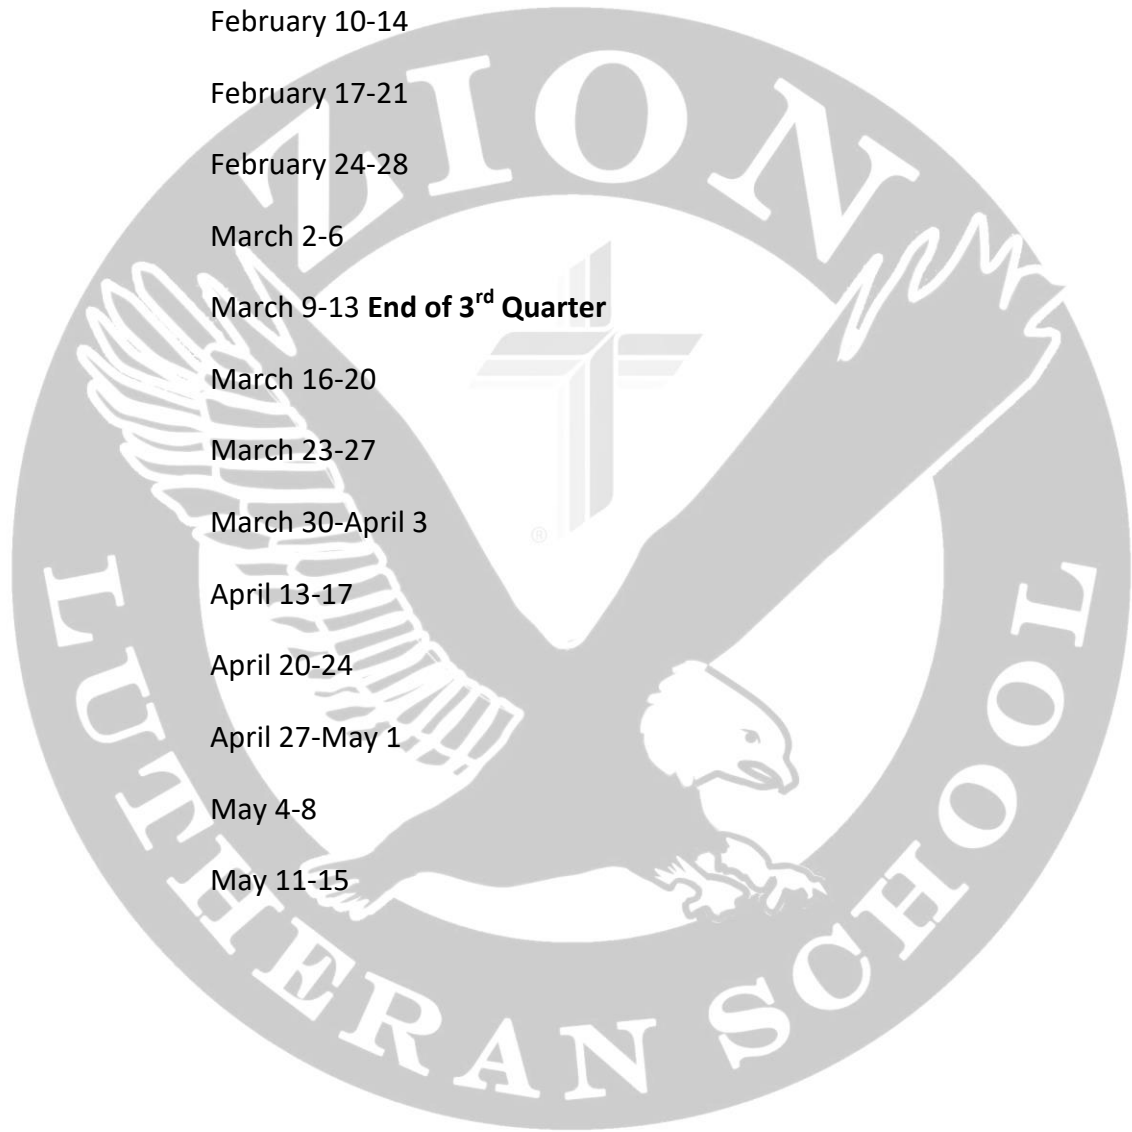 February 10-14
February 17-21
February 24-28
March 2-6
March 9-13 End of 3rd Quarter
March 16-20
March 23-27
March 30-April 3
April 13-17
April 20-24
April 27-May 1
May 4-8
May 11-15
ZION
LUTHERAN SCHOOL
®